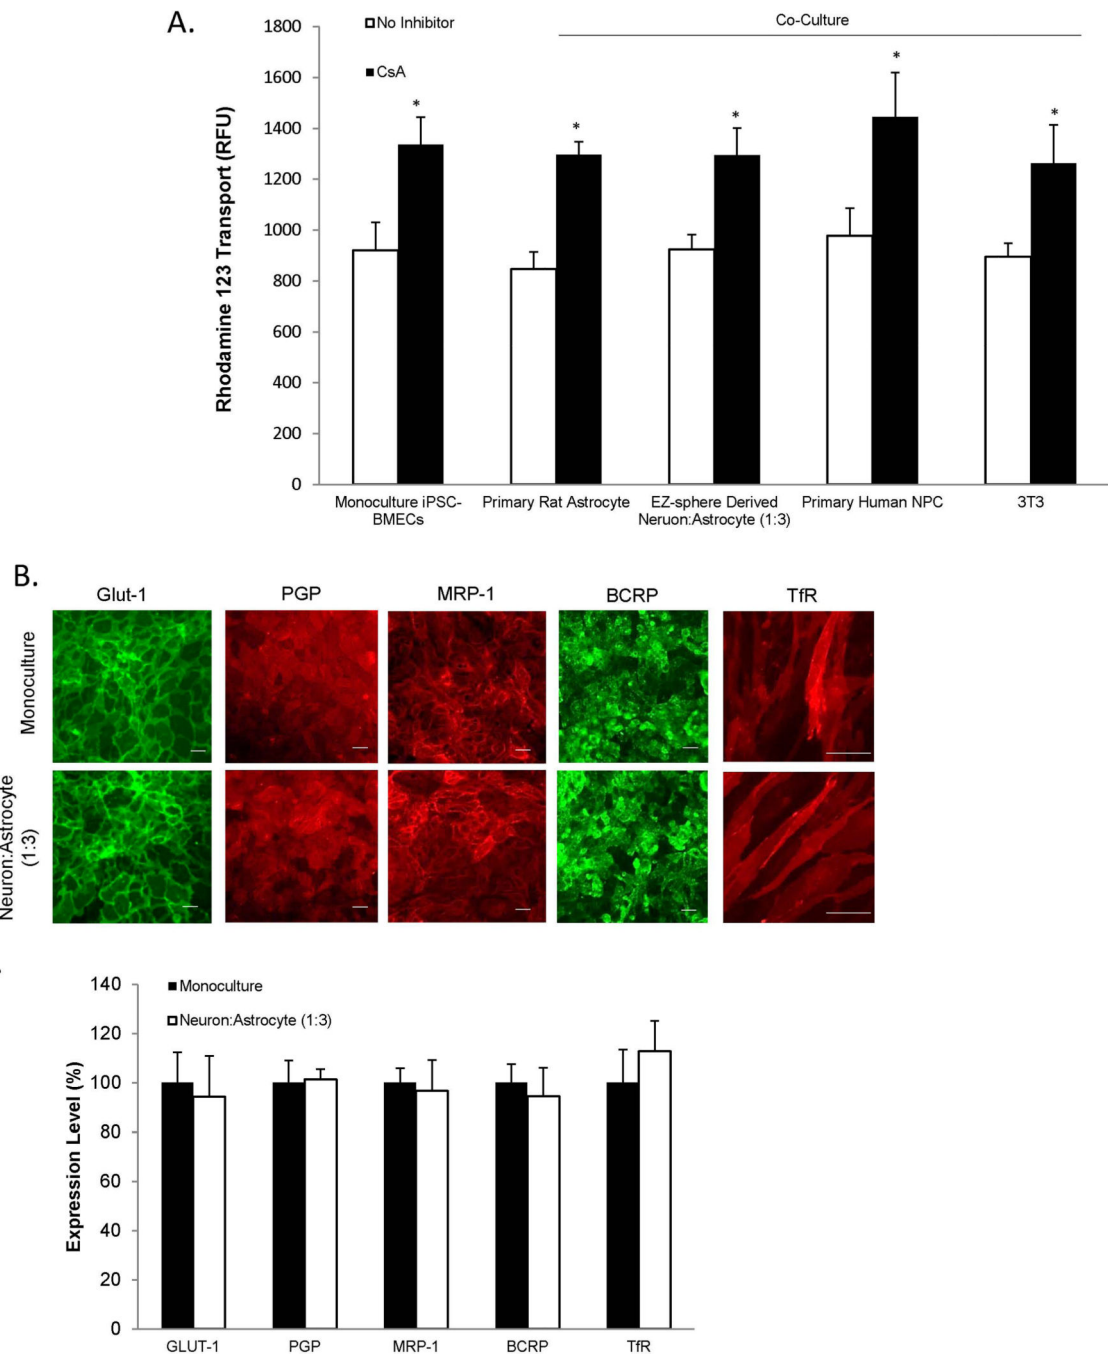 A.
No Inhibitor
CsA
Co-Culture
Rhodamine 123 Transport (RFU)
1800
1600
1400
1200
1000
800
600
400
200
0
*
*
*
*
*
Monoculture iPSC-
BMECs
Primary Rat Astrocyte
EZ-sphere Derived
Neruon:Astrocyte (1:3)
Primary Human NPC
3T3
B.
Glut-1
PGP
MRP-1
BCRP
TfR
Monoculture
Neuron:Astrocyte
(1:3)
Monoculture
Neuron:Astrocyte (1:3)
Expression Level (%)
140
120
100
80
60
40
20
0
GLUT-1
PGP
MRP-1
BCRP
TfR